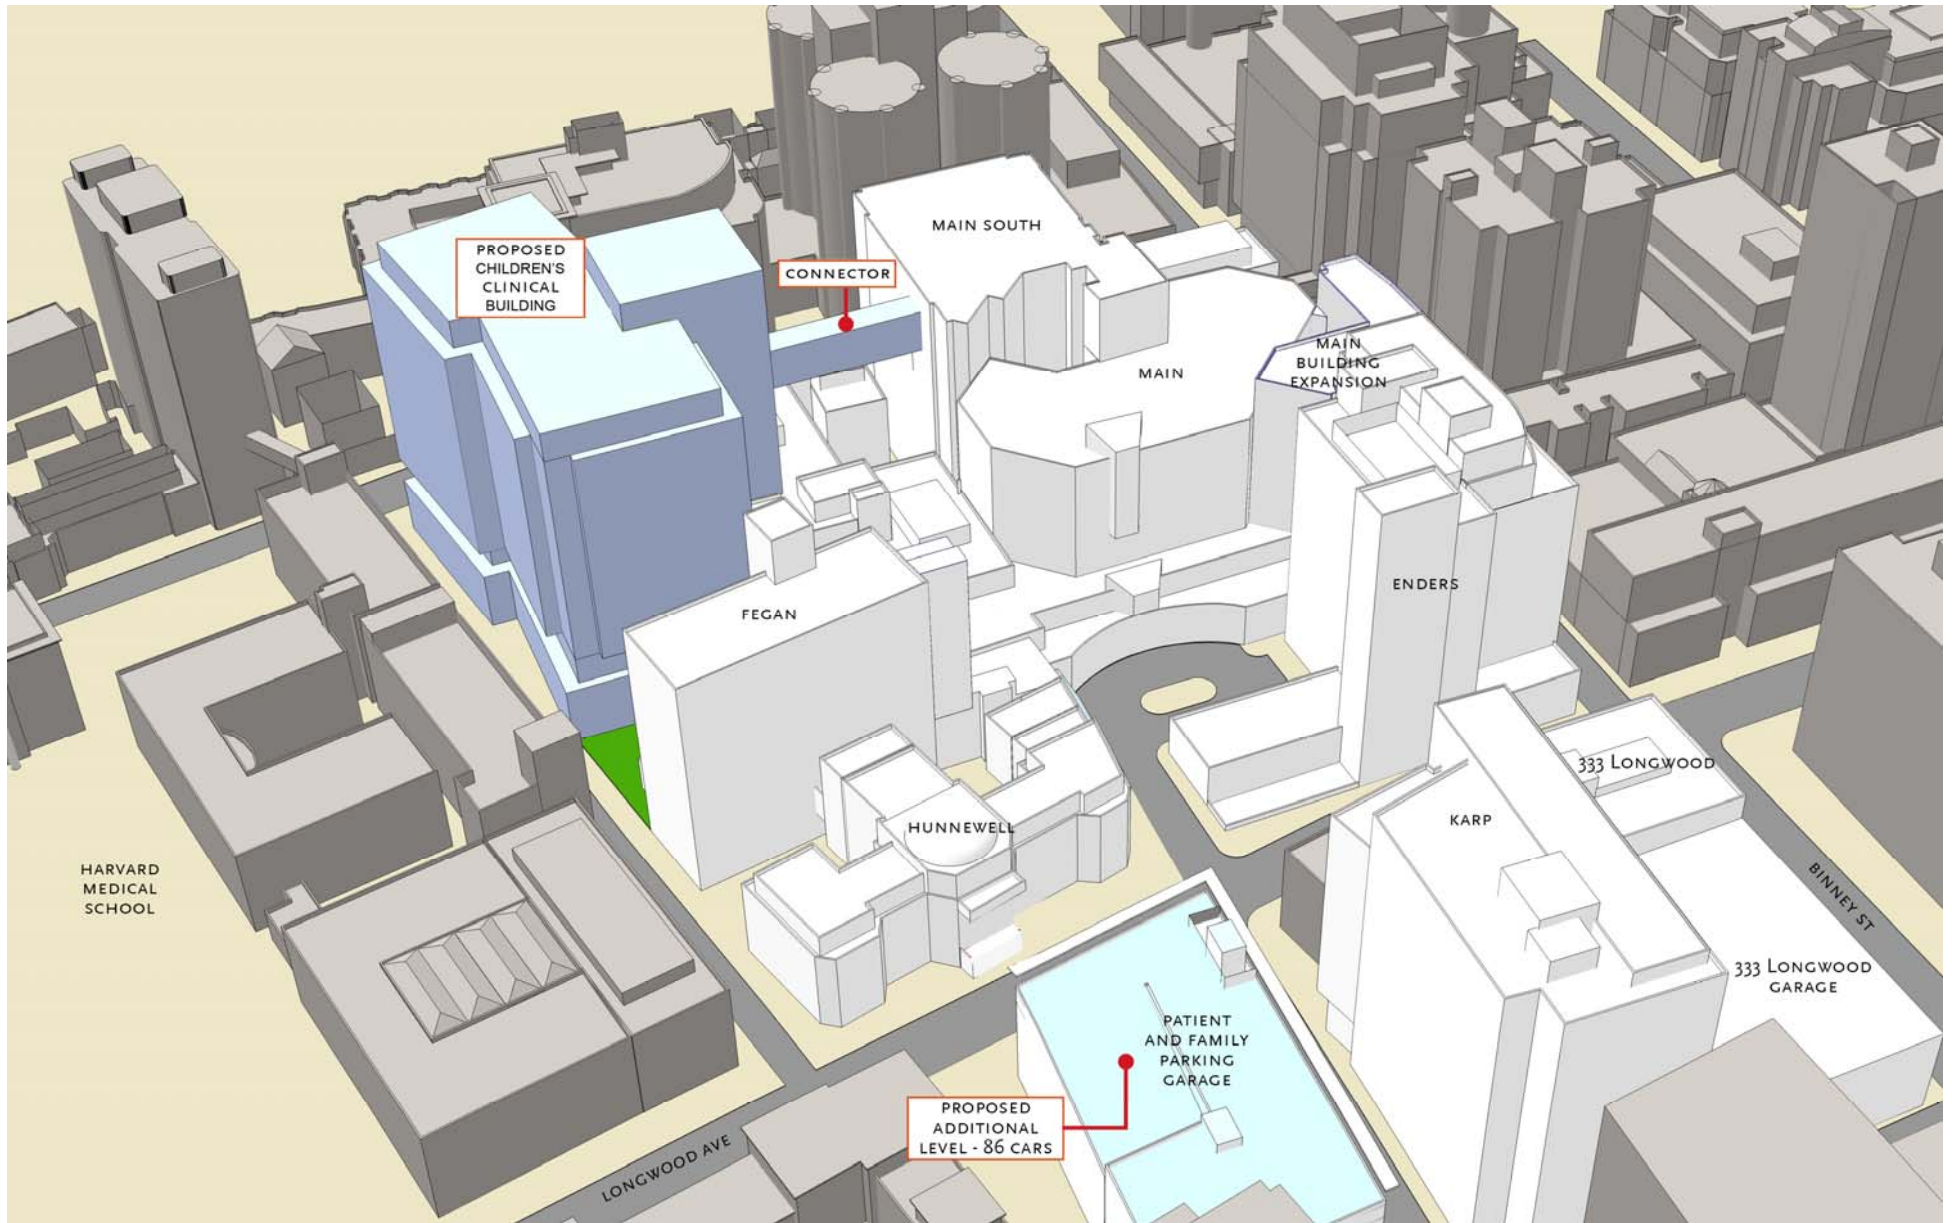 MAIN SOUTH
PROPOSED
CHILDREN'S
CLINICAL
BUILDING
CONNECTOR
MAIN
MAIN
BUILDING
EXPANSION
ENDERS
FEGAN
333 LONGWOOD
KARP
HUNNEWELL
HARVARD
MEDICAL
SCHOOL
BINNEY ST
333 LONGWOOD
GARAGE
PATIENT
AND FAMILY
PARKING
GARAGE
PROPOSED
ADDITIONAL
LEVEL - 86 CARS
LONGWOOD AVE